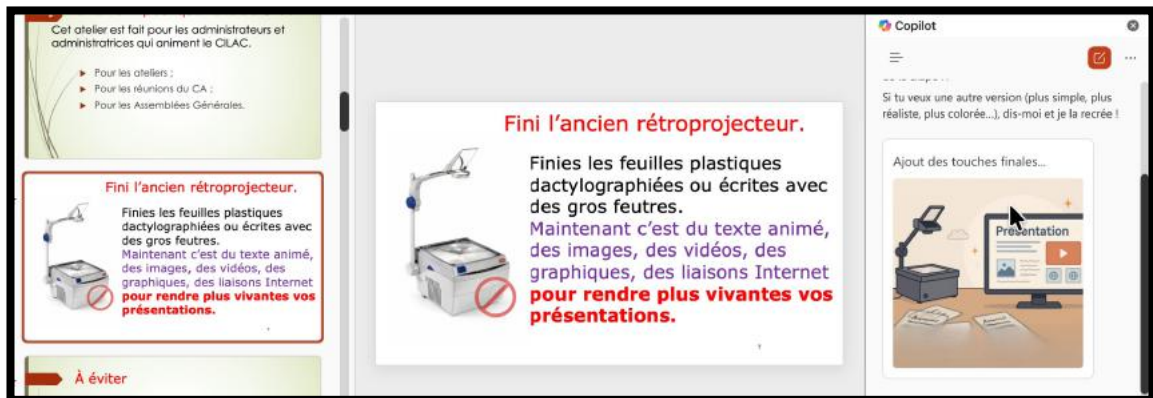 Cet atelier est fait pour les administrateurs et
administratrices qui animent le CILAC.
Pour les ateliers ;
Pour les réunions du CA ;
Pour les Assemblées Générales.
Fini l’ancien rétroprojecteur.
Finies les feuilles plastiques
dactylographiées ou écrites avec
des gros feutres.
Maintenant c’est du texte animé,
des images, des vidéos, des
graphiques, des liaisons Internet
pour rendre plus vivantes vos
présentations.
À éviter
Fini l’ancien rétroprojecteur.
Finies les feuilles plastiques
dactylographiées ou écrites avec
des gros feutres.
Maintenant c’est du texte animé,
des images, des vidéos, des
graphiques, des liaisons Internet
pour rendre plus vivantes vos
présentations.
Copilot
Si tu veux une autre version (plus simple, plus
réaliste, plus colorée...), dis-moi et je la recrée !
Ajout des touches finales...
Présentation